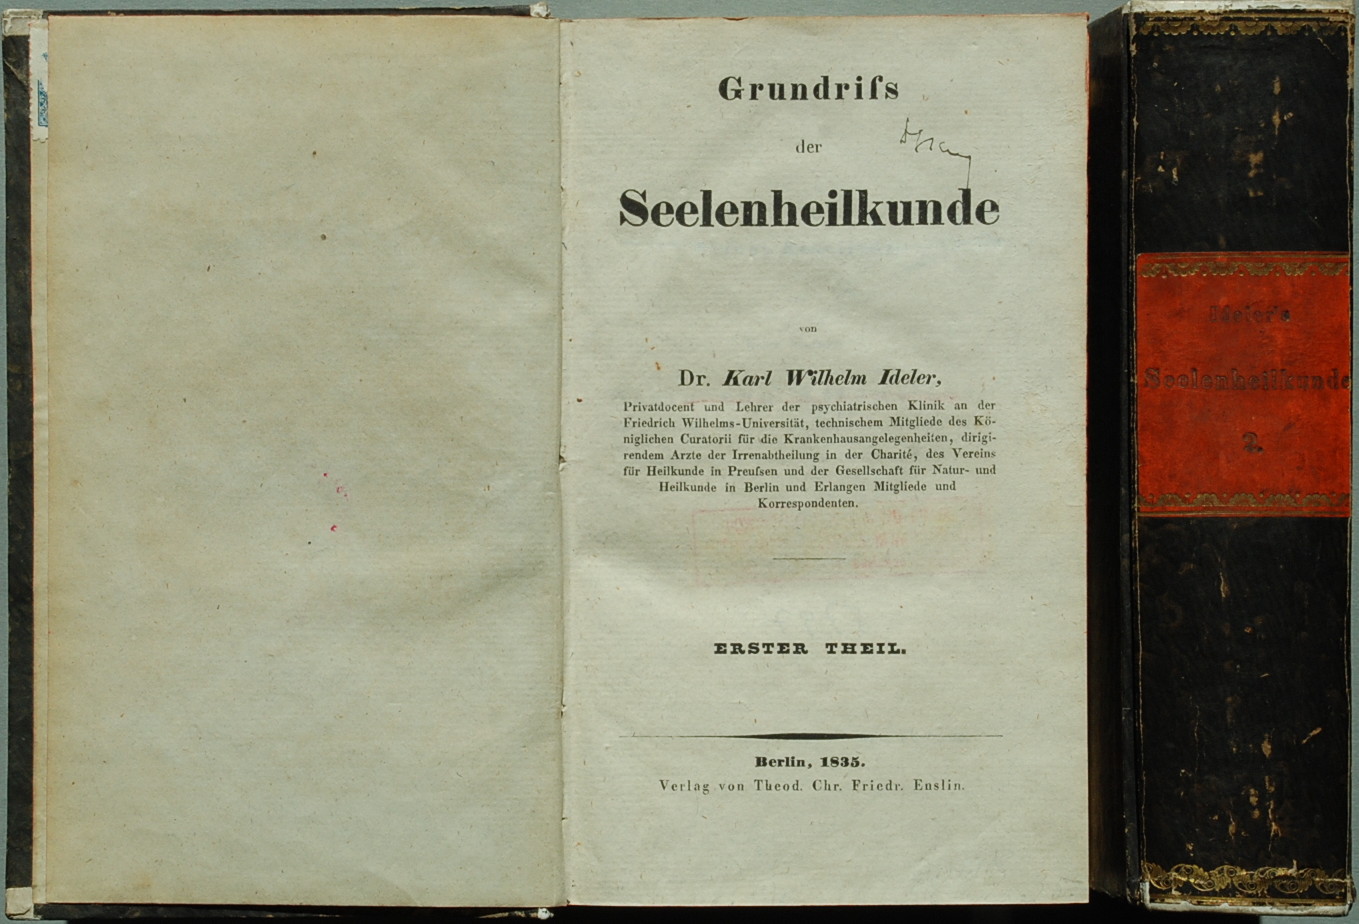 Grundriſs
der
Seelenheilkunde
von
Dr. Karl Wilhelm Ideler,
Privatdocent und Lehrer der psychiatrischen Klinik an der
Friedrich Wilhelms-Universität, technischem Mitgliede des Kö-
niglichen Curatorii für die Krankenhausangelegenheiten, dirigi-
rendem Arzte der Irrenabtheilung in der Charité, des Vereins
für Heilkunde in Preuſsen und der Gesellschaft für Natur- und
Heilkunde in Berlin und Erlangen Mitgliede und
Korrespondenten.
ERSTER THEIL.
Berlin, 1835.
Verlag von Theod. Chr. Friedr. Enslin.
Ideler's
Seelenheilkunde
2.